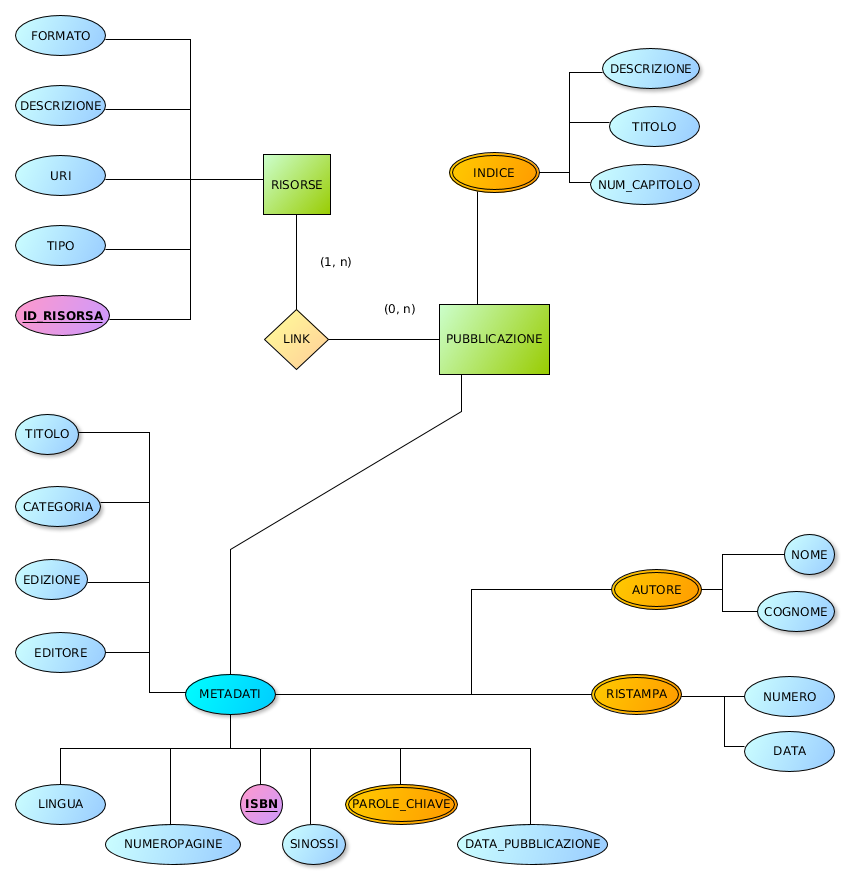 FORMATO
DESCRIZIONE
DESCRIZIONE
TITOLO
URI
RISORSE
INDICE
NUM_CAPITOLO
TIPO
(1, n)
ID_RISORSA
(0, n)
LINK
PUBBLICAZIONE
TITOLO
CATEGORIA
EDIZIONE
NOME
AUTORE
COGNOME
EDITORE
METADATI
RISTAMPA
NUMERO
DATA
LINGUA
ISBN
PAROLE_CHIAVE
NUMEROPAGINE
SINOSSI
DATA_PUBBLICAZIONE